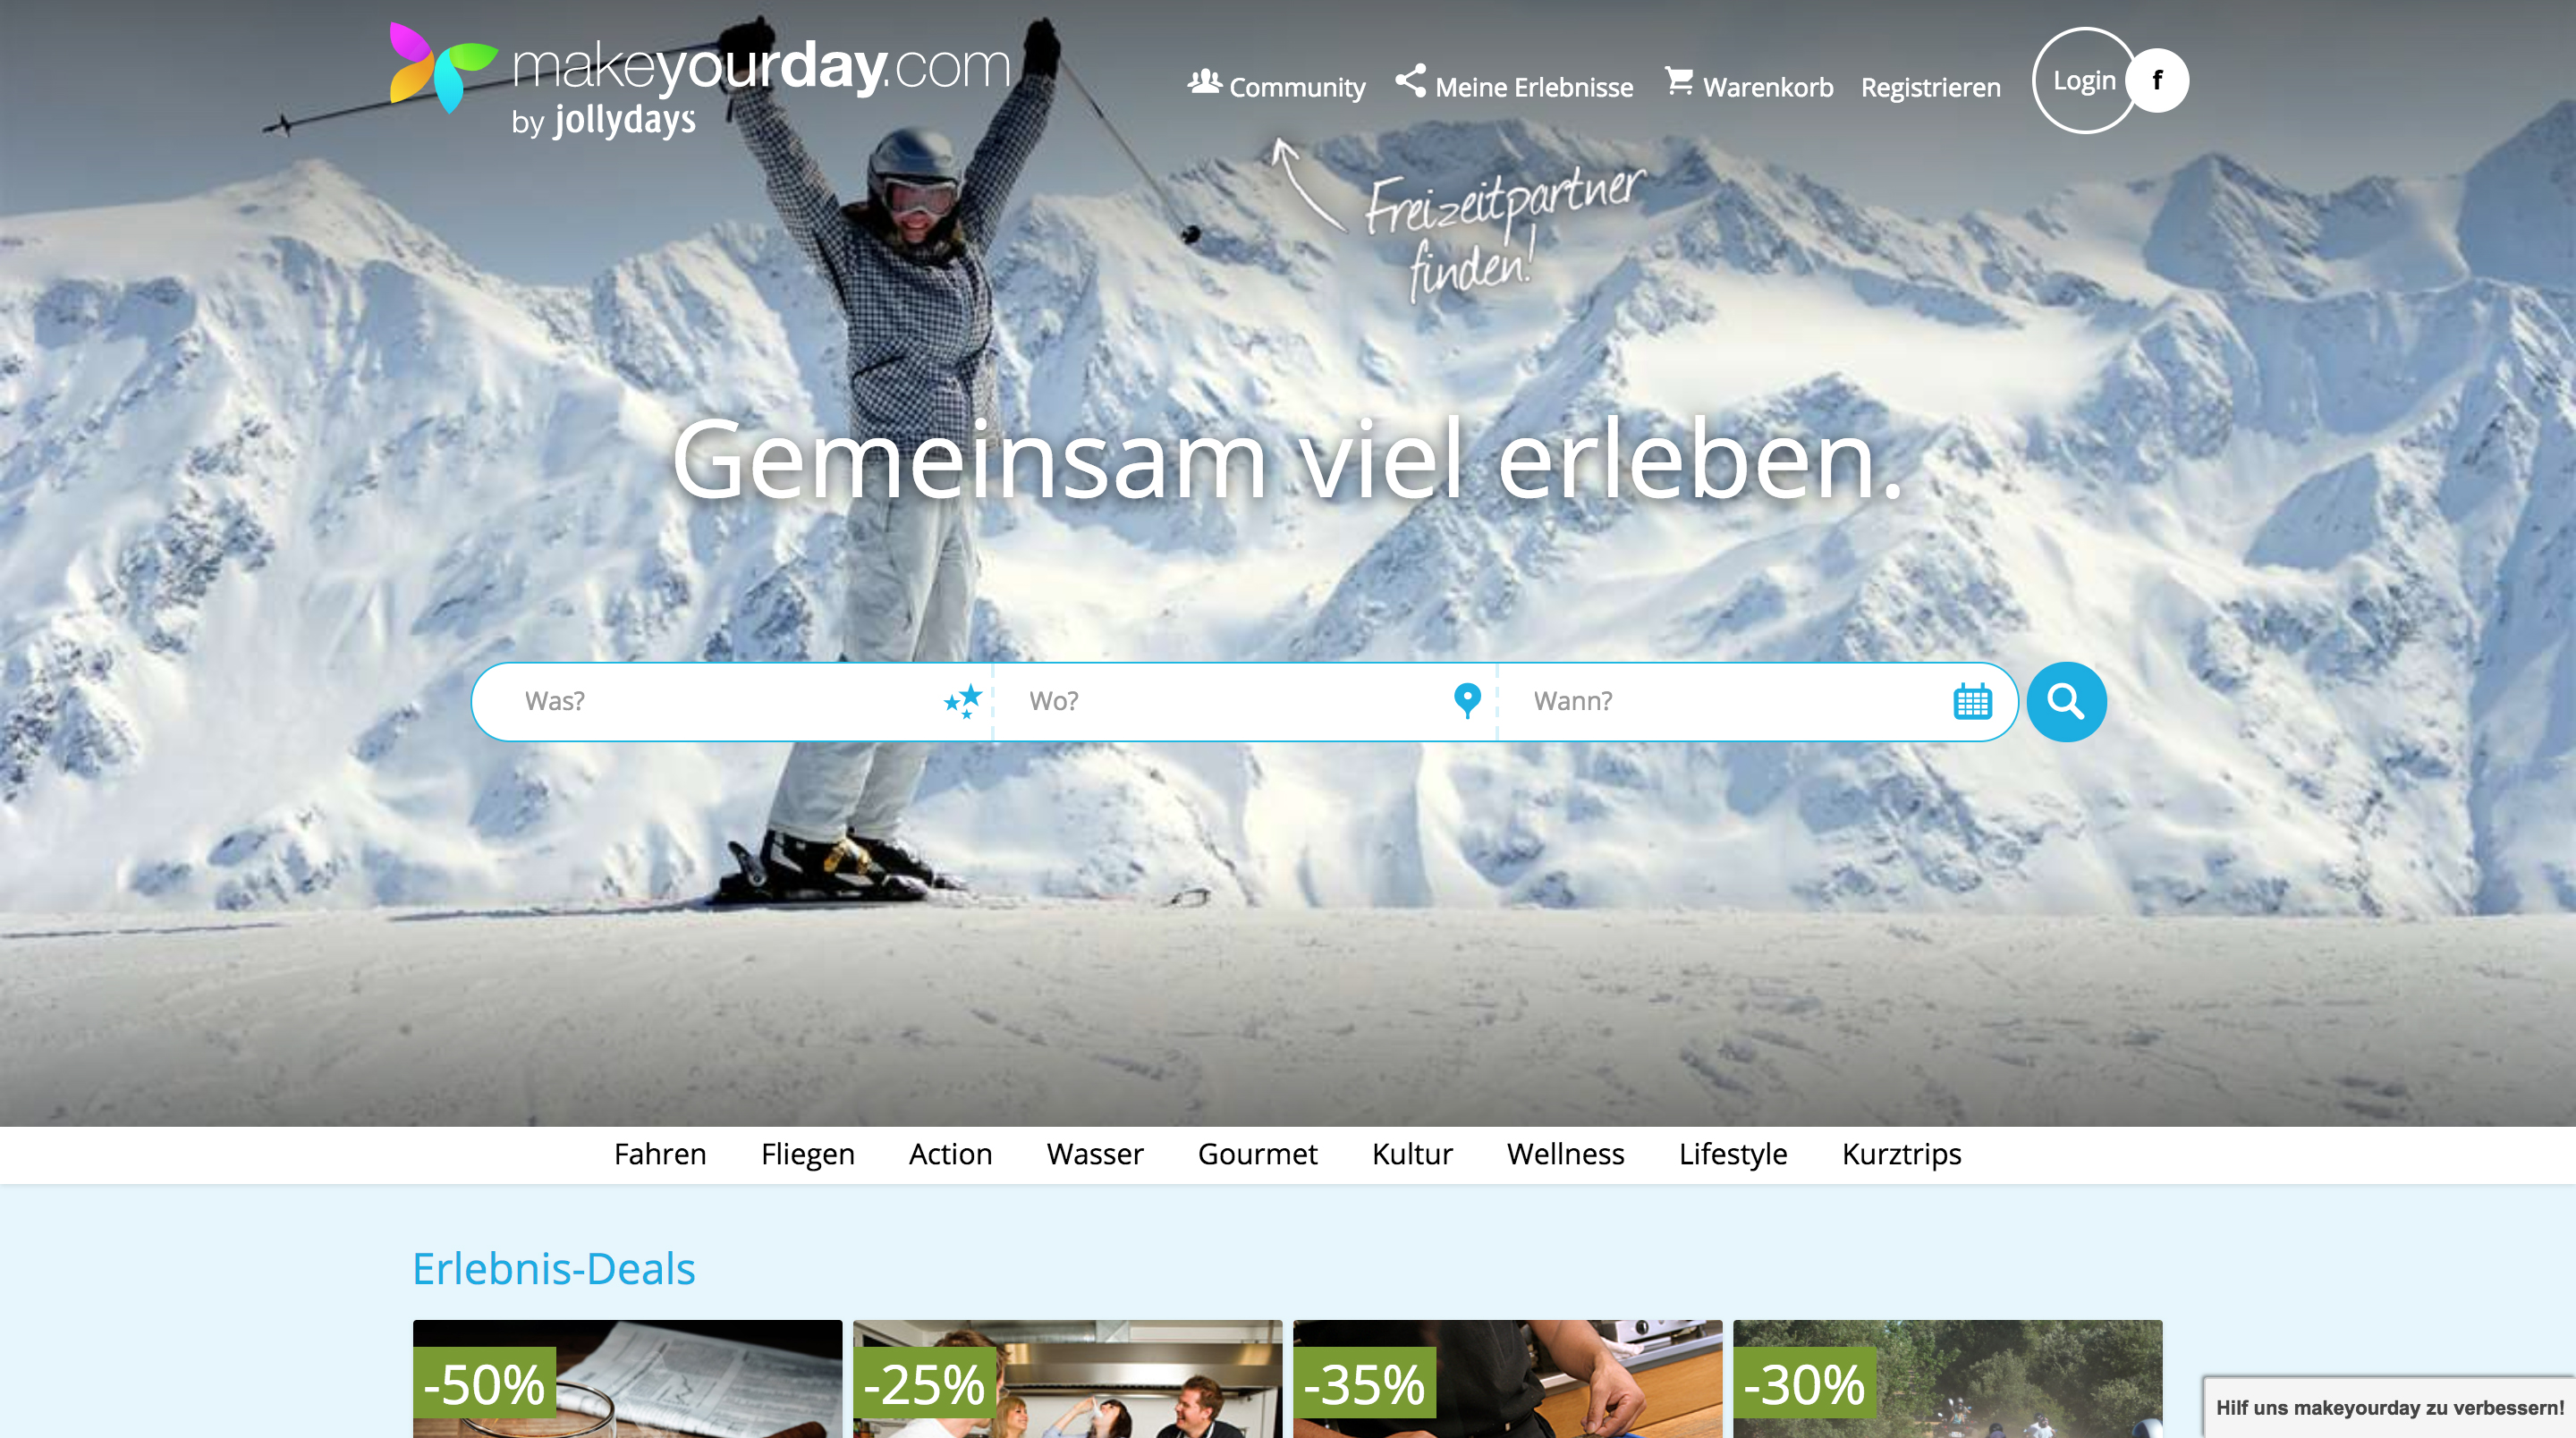 makeyourday.com
by jollydays
Community
Meine Erlebnisse
Warenkorb
Registrieren
Login
f
Freizeitpartner
finden!
Gemeinsam viel erleben.
Was?
Wo?
Wann?
Fahren
Fliegen
Action
Wasser
Gourmet
Kultur
Wellness
Lifestyle
Kurztrips
Erlebnis-Deals
-50%
-25%
-35%
-30%
Hilf uns makeyourday zu verbessern!